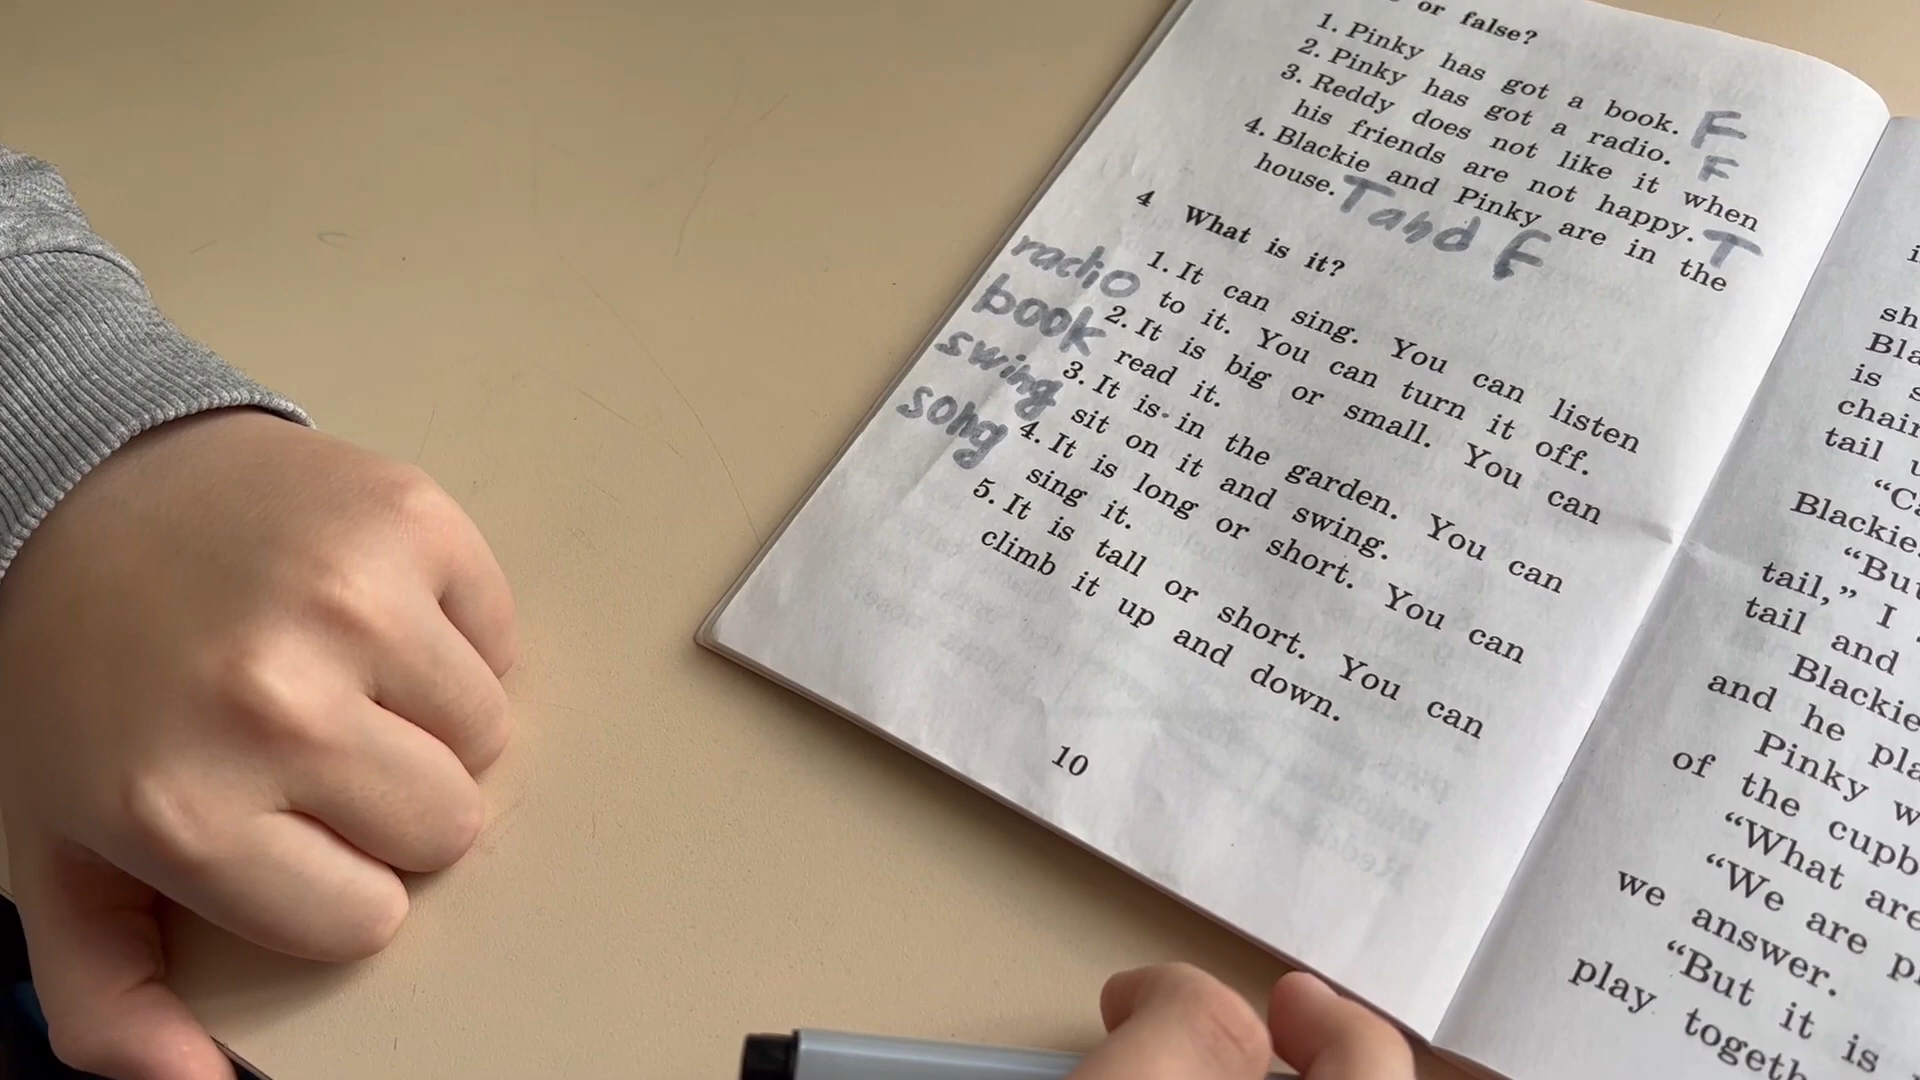 or false?
1. Pinky has got a book. F
2. Pinky has got a radio. F
3. Reddy does not like it when
his friends are not happy. T
4. Blackie and Pinky are in the
house. T and F
4 What is it?
radio 1. It can sing. You can listen
to it. You can turn it off.
book 2. It is big or small. You can
read it.
swing 3. It is in the garden. You can
sit on it and swing.
song 4. It is long or short. You can
sing it.
5. It is tall or short. You can
climb it up and down.
10
is
chair
tail
Blackie.
"But
tail," I
tail and
Blackie
and he
Pinky
of the
"What are
"We are
we answer.
"But it is
play